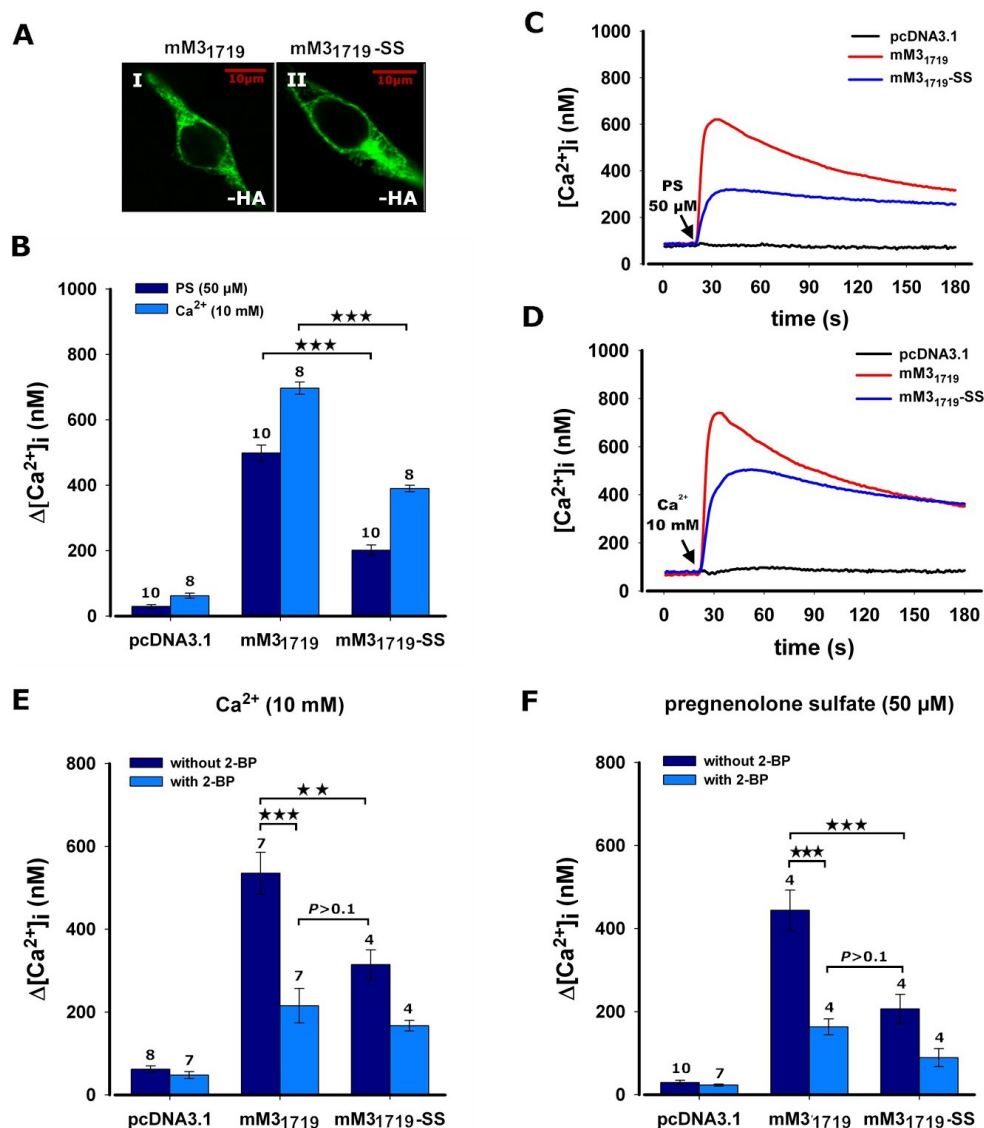 A
mM3₁₇₁₉
mM3₁₇₁₉-SS
I
10μm
-HA
II
10μm
-HA
B
PS (50 μM)
Ca²⁺ (10 mM)
Δ[Ca²⁺]i (nM)
1000
800
600
400
200
0
★★★
★★★
10
8
10
8
10
8
pcDNA3.1
mM3₁₇₁₉
mM3₁₇₁₉-SS
C
pcDNA3.1
mM3₁₇₁₉
mM3₁₇₁₉-SS
[Ca²⁺]i (nM)
1000
800
600
400
200
0
PS
50 μM
0 30 60 90 120 150 180
time (s)
D
pcDNA3.1
mM3₁₇₁₉
mM3₁₇₁₉-SS
[Ca²⁺]i (nM)
1000
800
600
400
200
0
Ca²⁺
10 mM
0 30 60 90 120 150 180
time (s)
E
Ca²⁺ (10 mM)
without 2-BP
with 2-BP
Δ[Ca²⁺]i (nM)
800
600
400
200
0
★★
★★★
P>0.1
8
7
7
7
4
4
pcDNA3.1
mM3₁₇₁₉
mM3₁₇₁₉-SS
F
pregnenolone sulfate (50 μM)
without 2-BP
with 2-BP
Δ[Ca²⁺]i (nM)
800
600
400
200
0
★★★
★★★
P>0.1
10
7
4
4
4
4
pcDNA3.1
mM3₁₇₁₉
mM3₁₇₁₉-SS